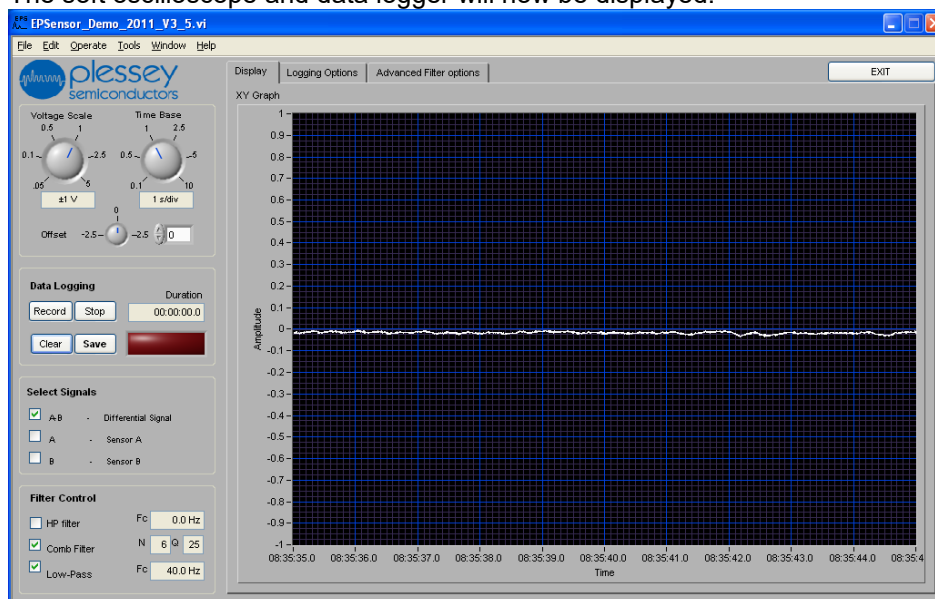 The soft oscilloscope and data logger will now be displayed.
EPSensor_Demo_2011_V3_5.vi
File Edit Operate Tools Window Help
plessey
semiconductors
Display Logging Options Advanced Filter options EXIT
XY Graph
Voltage Scale Time Base
0.5 1 1 2.5
0.1 2.5 0.5 5
.05 5 0.1 10
±1 V 1 s/div
0
Offset -2.5 -2.5 0
Data Logging
Duration
Record Stop 00:00:00.0
Clear Save
Select Signals
A-B - Differential Signal
A - Sensor A
B - Sensor B
Filter Control
HP filter Fc 0.0 Hz
Comb Filter N 6 Q 25
Low-Pass Fc 40.0 Hz
Amplitude
1
0.9
0.8
0.7
0.6
0.5
0.4
0.3
0.2
0.1
0
-0.1
-0.2
-0.3
-0.4
-0.5
-0.6
-0.7
-0.8
-0.9
-1
08:35:35.0 08:35:36.0 08:35:37.0 08:35:38.0 08:35:39.0 08:35:40.0 08:35:41.0 08:35:42.0 08:35:43.0 08:35:44.0 08:35:4
Time